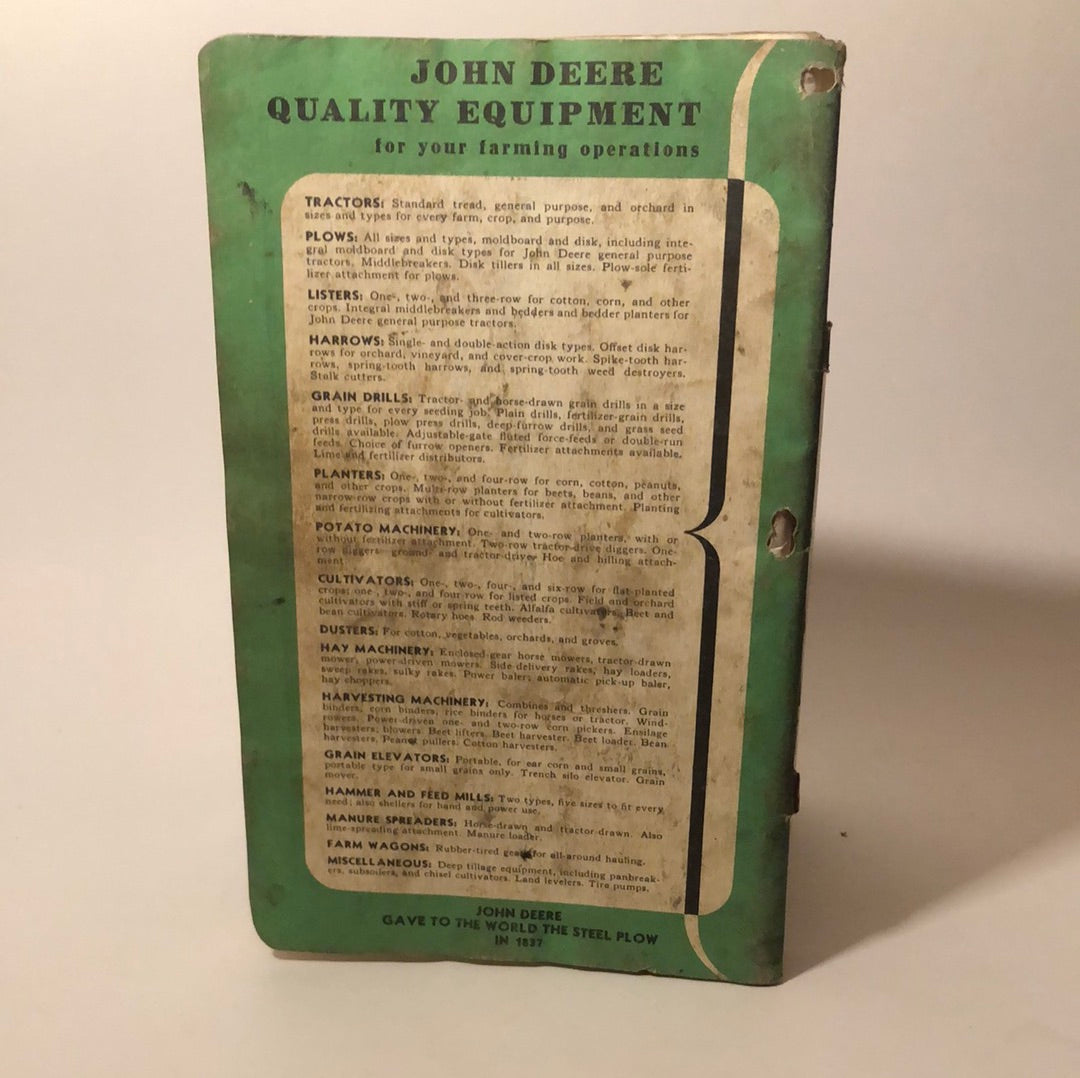 JOHN DEERE
QUALITY EQUIPMENT
for your farming operations
TRACTORS: Standard tread, general purpose, and orchard in
sizes and types for every farm, crop, and purpose.
PLOWS: All sizes and types, moldboard and disk, including inte-
gral moldboard and disk types for John Deere general purpose
tractors. Middlebreakers. Disk tillers in all sizes. Plow-sole ferti-
lizer attachment for plows.
LISTERS: One-, two-, and three-row for cotton, corn, and other
crops. Integral middlebreakers and bedders and bedder planters for
John Deere general purpose tractors.
HARROWS: Single- and double-action disk types. Offset disk har-
rows for orchard, vineyard, and cover-crop work. Spike-tooth har-
rows, spring-tooth harrows, and spring-tooth weed destroyers.
Stalk cutters.
GRAIN DRILLS: Tractor- and horse-drawn grain drills in a size
and type for every seeding job. Plain drills, fertilizer-grain drills,
press drills, plow press drills, deep-furrow drills, and grass seed
drills available. Adjustable-gate fluted force-feeds or double-run
feeds. Choice of furrow openers. Fertilizer attachments available.
Lime and fertilizer distributors.
PLANTERS: One-, two-, and four-row for corn, cotton, peanuts,
and other crops. Multi-row planters for beets, beans, and other
narrow-row crops with or without fertilizer attachment. Planting
and fertilizing attachments for cultivators.
POTATO MACHINERY: One- and two-row planters, with or
without fertilizer attachment. Two-row tractor-drive diggers. One-
row diggers—ground- and tractor-drive. Hoe and hilling attach-
ment.
CULTIVATORS: One-, two-, four-, and six-row for flat-planted
crops; one-, two-, and four-row for listed crops. Field and orchard
cultivators with stiff or spring teeth. Alfalfa cultivators. Beet and
bean cultivators. Rotary hoes. Rod weeders.
DUSTERS: For cotton, vegetables, orchards, and groves.
HAY MACHINERY: Enclosed-gear horse mowers, tractor-drawn
mower, power-driven mowers. Side-delivery rakes, hay loaders,
sweep rakes, sulky rakes. Power baler; automatic pick-up baler,
hay choppers.
HARVESTING MACHINERY: Combines and threshers. Grain
binders, corn binders, rice binders for horses or tractor. Wind-
rowers. Power-driven one- and two-row corn pickers. Ensilage
harvesters; blowers. Beet lifters. Beet harvester. Beet loader. Bean
harvesters. Peanut pullers. Cotton harvesters.
GRAIN ELEVATORS: Portable, for ear corn and small grains,
portable type for small grains only. Trench silo elevator. Grain
mover.
HAMMER AND FEED MILLS: Two types, five sizes to fit every
need; also shellers for hand and power use.
MANURE SPREADERS: Horse-drawn and tractor-drawn. Also
lime-spreading attachment. Manure loader.
FARM WAGONS: Rubber-tired gears for all-around hauling.
MISCELLANEOUS: Deep tillage equipment, including panbreak-
ers, subsoilers, and chisel cultivators. Land levelers. Tire pumps.
JOHN DEERE
GAVE TO THE WORLD THE STEEL PLOW
IN 1837